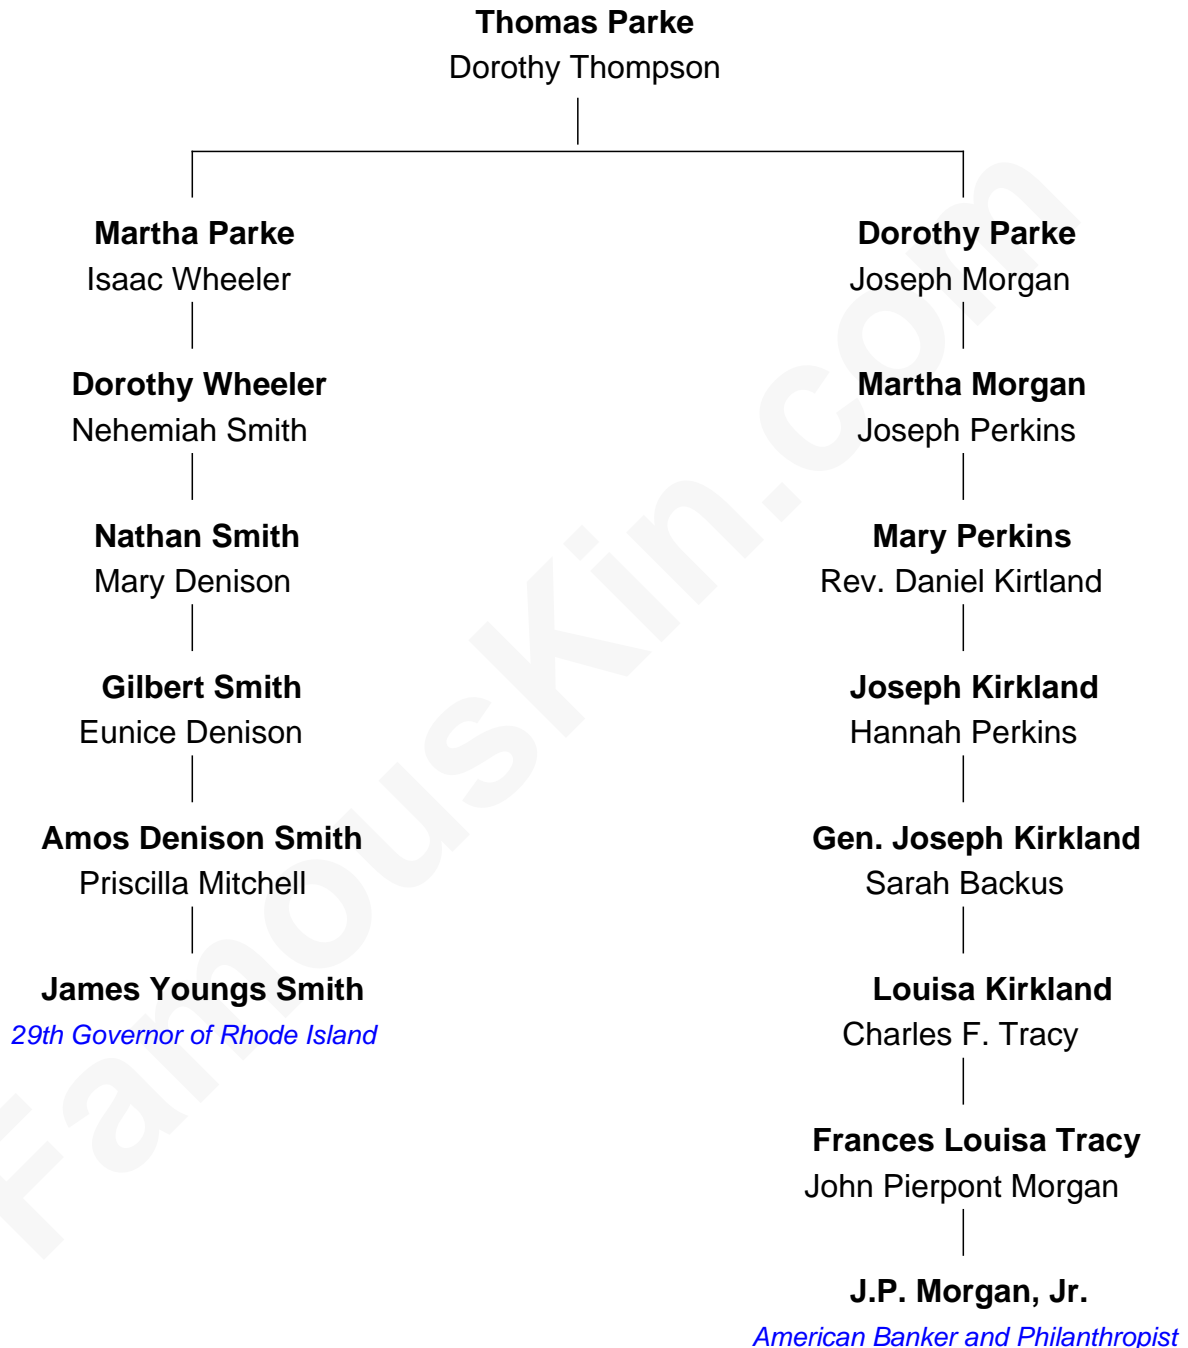 Thomas Parke
Dorothy Thompson
Martha Parke
Isaac Wheeler
Dorothy Wheeler
Nehemiah Smith
Nathan Smith
Mary Denison
Gilbert Smith
Eunice Denison
Amos Denison Smith
Priscilla Mitchell
James Youngs Smith
29th Governor of Rhode Island
Dorothy Parke
Joseph Morgan
Martha Morgan
Joseph Perkins
Mary Perkins
Rev. Daniel Kirtland
Joseph Kirkland
Hannah Perkins
Gen. Joseph Kirkland
Sarah Backus
Louisa Kirkland
Charles F. Tracy
Frances Louisa Tracy
John Pierpont Morgan
J.P. Morgan, Jr.
American Banker and Philanthropist
FamousKin.com